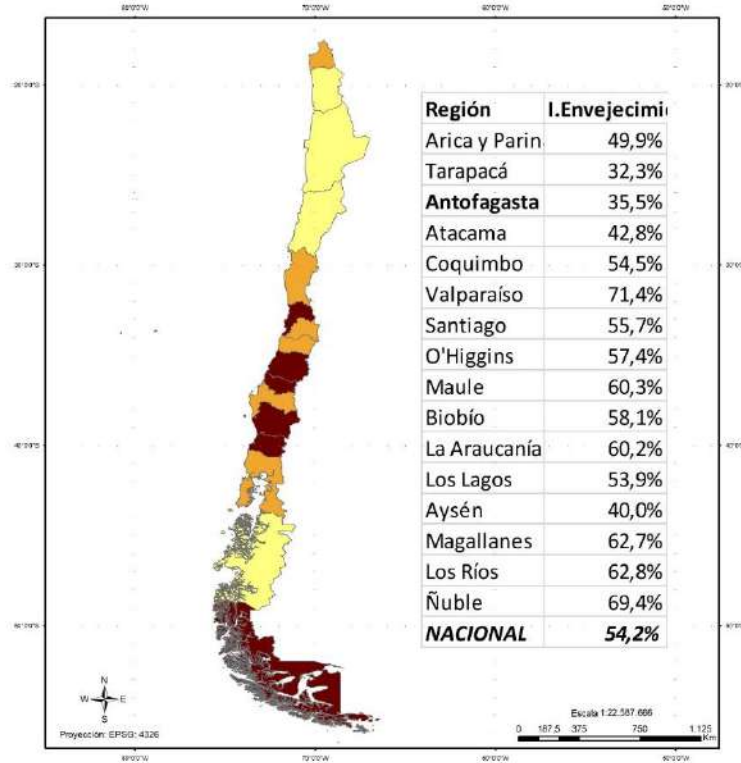 Región I.Envejecimi
Arica y Parin 49,9%
Tarapacá 32,3%
Antofagasta 35,5%
Atacama 42,8%
Coquimbo 54,5%
Valparaíso 71,4%
Santiago 55,7%
O'Higgins 57,4%
Maule 60,3%
Biobío 58,1%
La Araucanía 60,2%
Los Lagos 53,9%
Aysén 40,0%
Magallanes 62,7%
Los Ríos 62,8%
Ñuble 69,4%
NACIONAL 54,2%
N
W E
S
Proyección: EPSG: 4326
Escala 1:22.587.666
0 187.5 375 750 1.125
Km